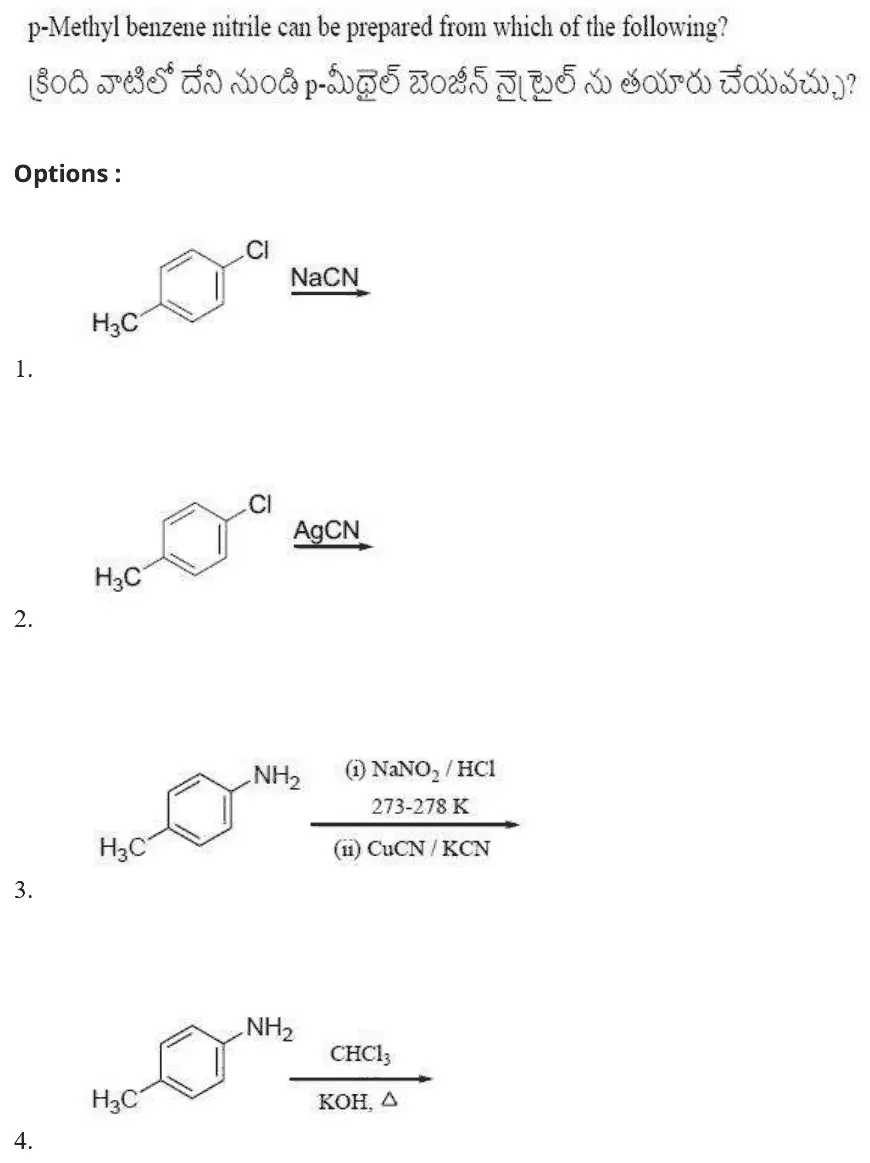 p-Methyl benzene nitrile can be prepared from which of the following?
క్రింది వాటిలో దేని నుండి p-మీథైల్ బెంజీన్ నైట్రైల్ ను తయారు చేయవచ్చు?
Options :
Cl
NaCN
H₃C
1.
Cl
AgCN
H₃C
2.
NH₂
(i) NaNO₂ / HCl
273-278 K
H₃C
(ii) CuCN / KCN
3.
NH₂
CHCl₃
H₃C
KOH, △
4.